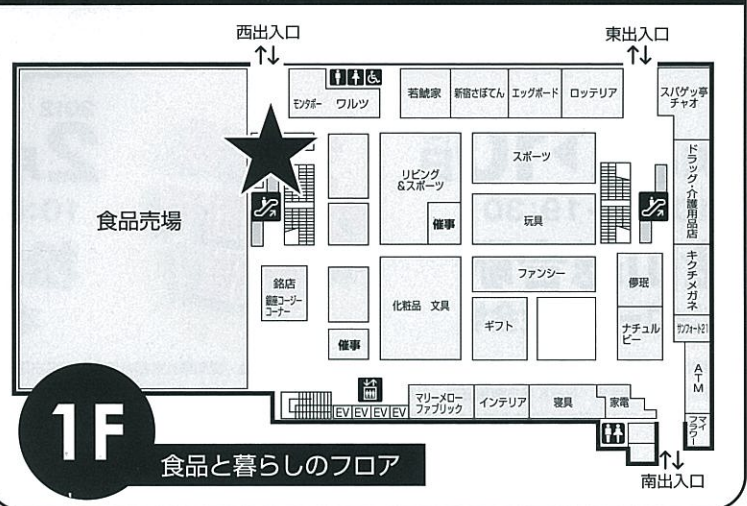 西出入口
東出入口
モンタボー
ワルツ
若鯱家
新宿さぼてん
エッグボード
ロッテリア
スパゲッ亭
チャオ
リビング
&スポーツ
催事
スポーツ
玩具
ドラッグ・介護用品店
食品売場
銘店
銀座コージー
コーナー
催事
化粧品 文具
ファンシー
ギフト
夢眠
ナチュル
ビー
キクチメガネ
サンフォート21
ATM
マイ
フラワー
EV EV EV EV
マリーメロー
ファブリック
インテリア
寝具
家電
南出入口
1F
食品と暮らしのフロア